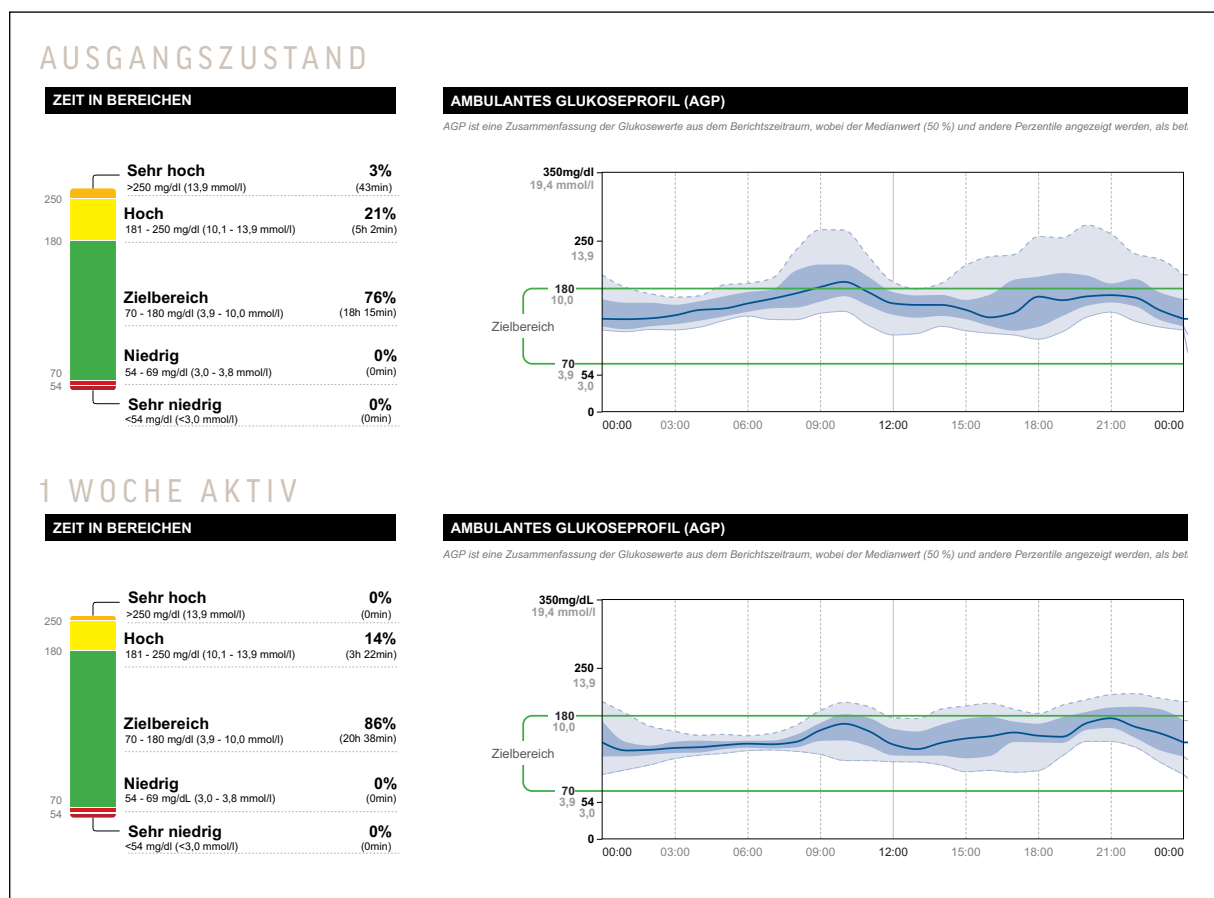 AUSGANGSZUSTAND
ZEIT IN BEREICHEN
Sehr hoch 3%
>250 mg/dl (13,9 mmol/l) (43min)
250
Hoch 21%
181 - 250 mg/dl (10,1 - 13,9 mmol/l) (5h 2min)
180
Zielbereich 76%
70 - 180 mg/dl (3,9 - 10,0 mmol/l) (18h 15min)
Niedrig 0%
70
54 - 69 mg/dl (3,0 - 3,8 mmol/l) (0min)
54
Sehr niedrig 0%
<54 mg/dl (<3,0 mmol/l) (0min)
AMBULANTES GLUKOSEPROFIL (AGP)
AGP ist eine Zusammenfassung der Glukosewerte aus dem Berichtszeitraum, wobei der Medianwert (50 %) und andere Perzentile angezeigt werden, als
350mg/dl
19,4 mmol/l
250
13,9
180
10,0
Zielbereich
70
3,9
54
3,0
0
00:00 03:00 06:00 09:00 12:00 15:00 18:00 21:00 00:00
1 WOCHE AKTIV
ZEIT IN BEREICHEN
Sehr hoch 0%
>250 mg/dl (13,9 mmol/l) (0min)
250
Hoch 14%
181 - 250 mg/dl (10,1 - 13,9 mmol/l) (3h 22min)
180
Zielbereich 86%
70 - 180 mg/dl (3,9 - 10,0 mmol/l) (20h 38min)
Niedrig 0%
70
54 - 69 mg/dL (3,0 - 3,8 mmol/l) (0min)
54
Sehr niedrig 0%
<54 mg/dl (<3,0 mmol/l) (0min)
AMBULANTES GLUKOSEPROFIL (AGP)
AGP ist eine Zusammenfassung der Glukosewerte aus dem Berichtszeitraum, wobei der Medianwert (50 %) und andere Perzentile angezeigt werden, als
350mg/dL
19,4 mmol/l
250
13,9
180
10,0
Zielbereich
70
3,9
54
3,0
0
00:00 03:00 06:00 09:00 12:00 15:00 18:00 21:00 00:00